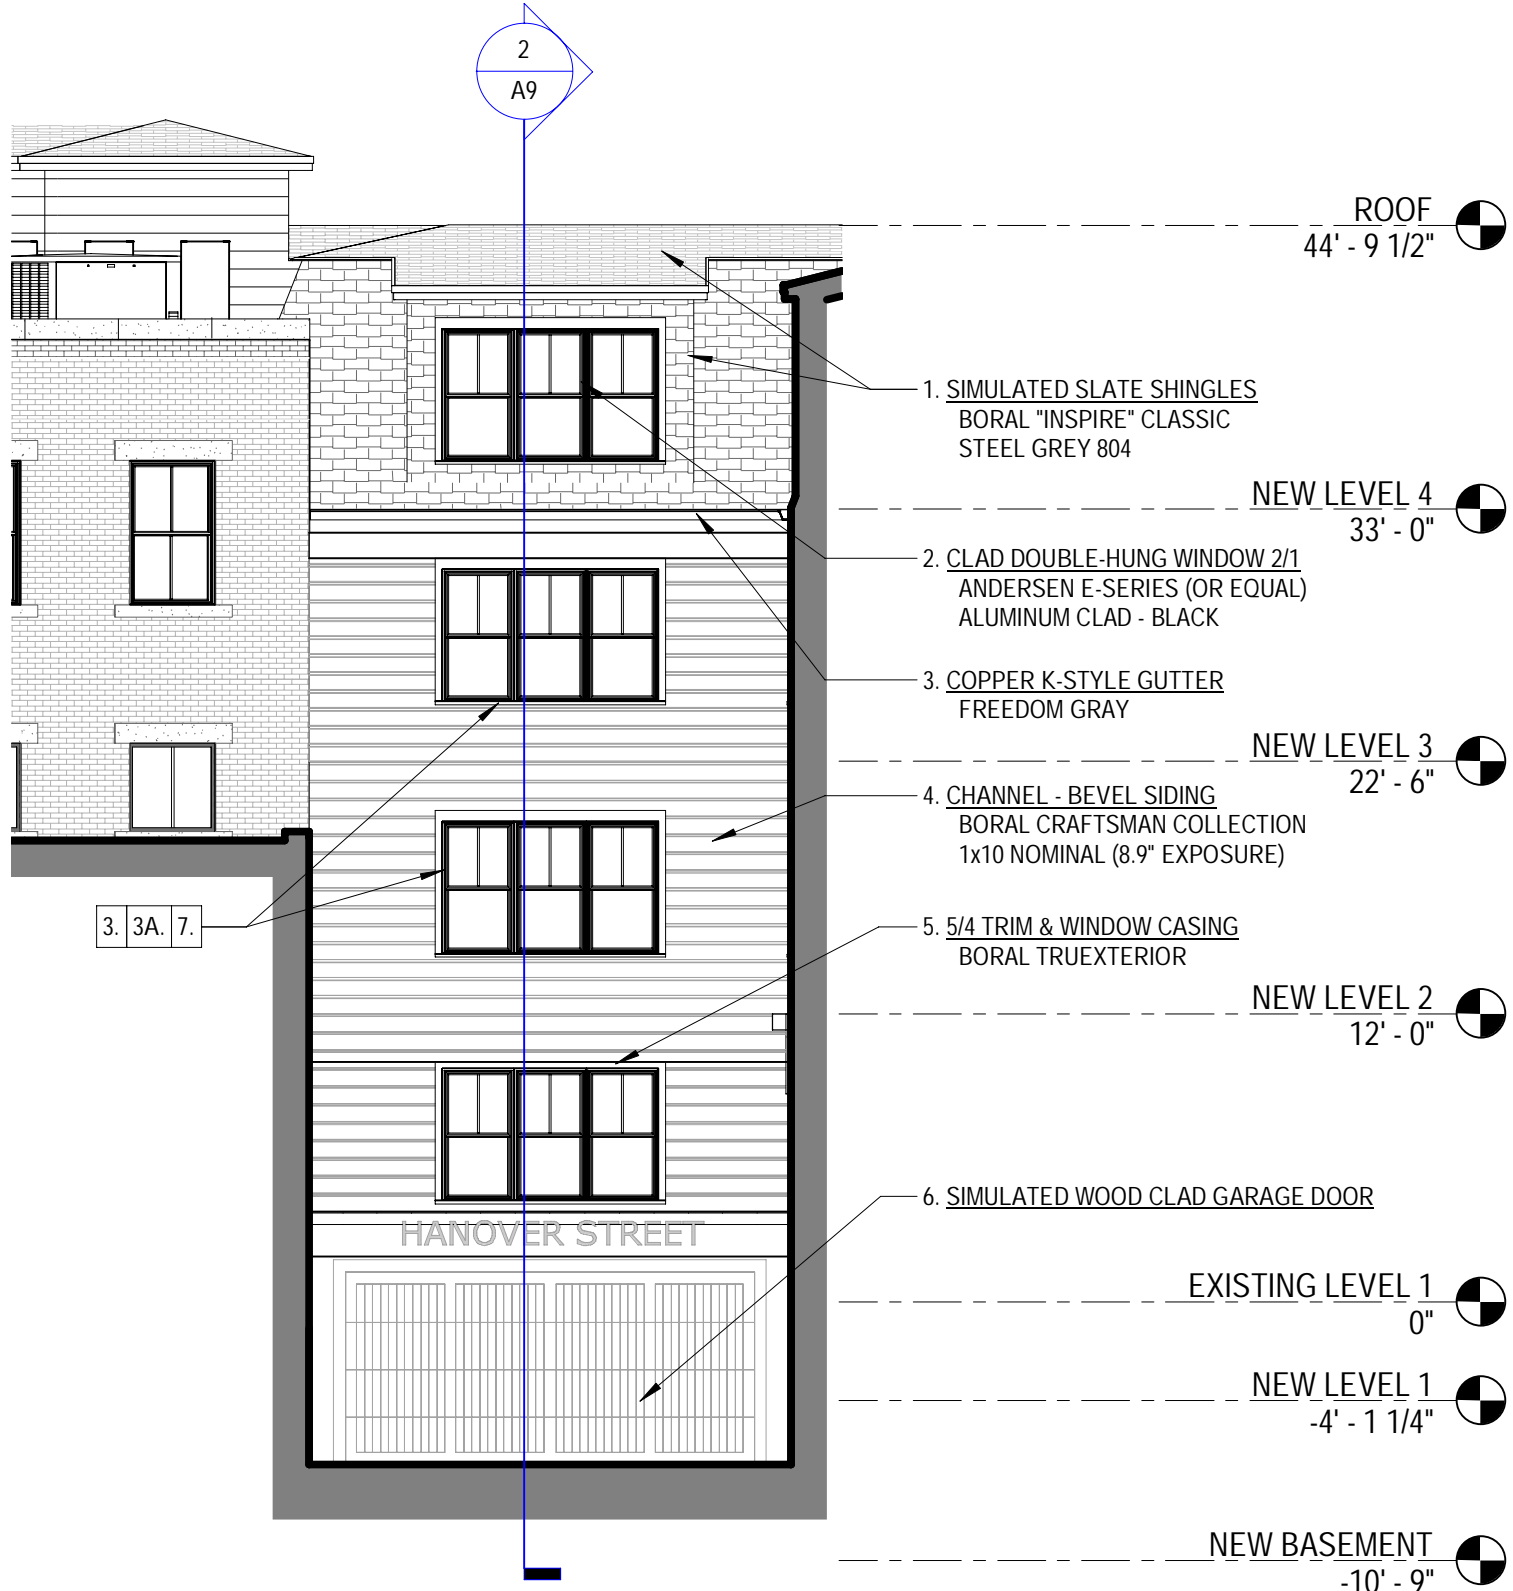 2
A9
ROOF
44' - 9 1/2"
1. SIMULATED SLATE SHINGLES
BORAL "INSPIRE" CLASSIC
STEEL GREY 804
NEW LEVEL 4
33' - 0"
2. CLAD DOUBLE-HUNG WINDOW 2/1
ANDERSEN E-SERIES (OR EQUAL)
ALUMINUM CLAD - BLACK
3. COPPER K-STYLE GUTTER
FREEDOM GRAY
NEW LEVEL 3
22' - 6"
4. CHANNEL - BEVEL SIDING
BORAL CRAFTSMAN COLLECTION
1x10 NOMINAL (8.9" EXPOSURE)
3. 3A. 7.
5. 5/4 TRIM & WINDOW CASING
BORAL TRUEXTERIOR
NEW LEVEL 2
12' - 0"
6. SIMULATED WOOD CLAD GARAGE DOOR
HANOVER STREET
EXISTING LEVEL 1
0"
NEW LEVEL 1
-4' - 1 1/4"
NEW BASEMENT
-10' - 9"